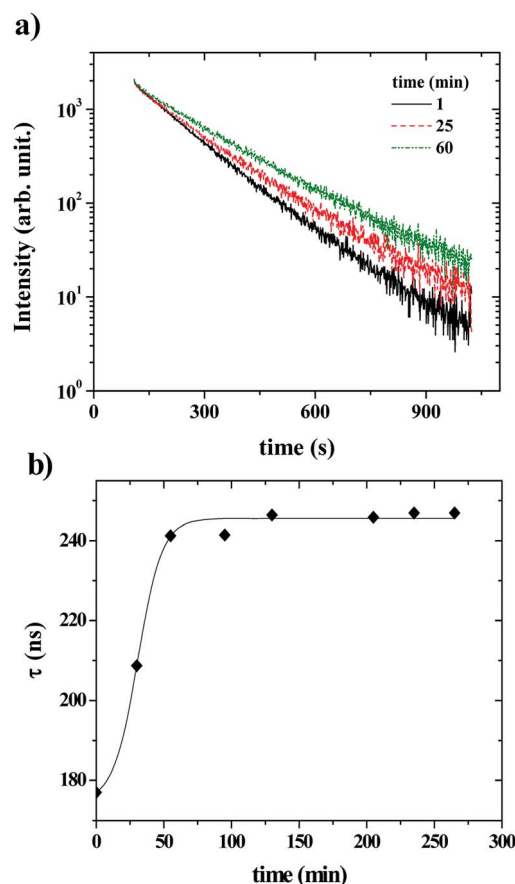 a)
10³
10²
10¹
10⁰
Intensity (arb. unit.)
time (min)
1
25
60
0 300 600 900
time (s)
b)
240
220
200
180
τ (ns)
0 50 100 150 200 250 300
time (min)